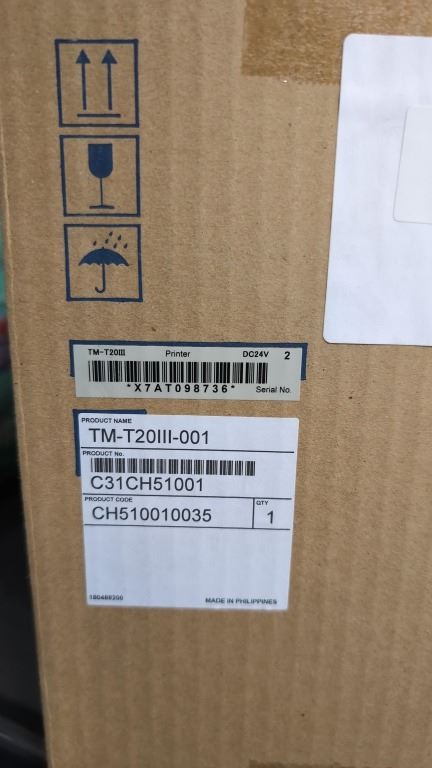 TM-T20III Printer DC24V 2
*X7AT098736* Serial No.
PRODUCT NAME
TM-T20III-001
PRODUCT No.
C31CH51001
PRODUCT CODE QTY
CH510010035 1
180488200 MADE IN PHILIPPINES